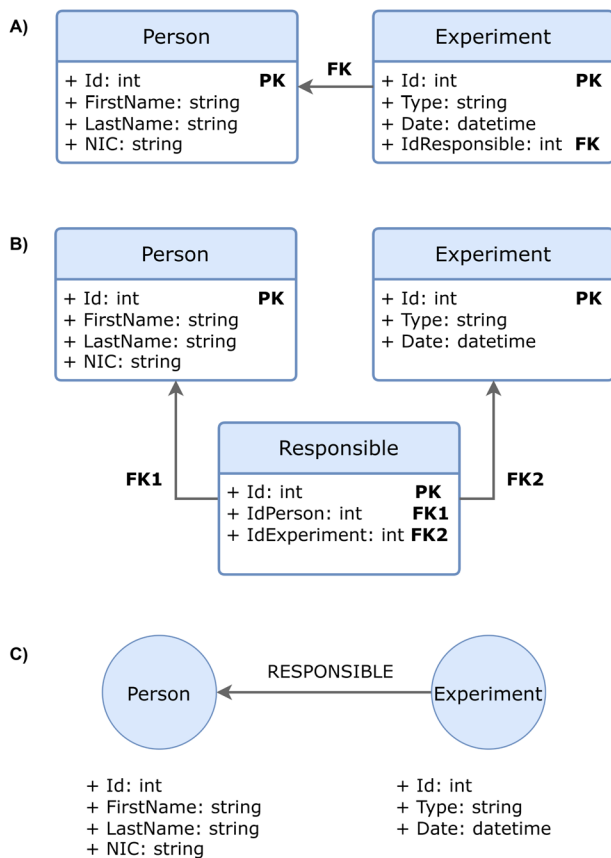 A)
Person
+ Id: int PK
+ FirstName: string
+ LastName: string
+ NIC: string
FK
Experiment
+ Id: int PK
+ Type: string
+ Date: datetime
+ IdResponsible: int FK
B)
Person
+ Id: int PK
+ FirstName: string
+ LastName: string
+ NIC: string
Experiment
+ Id: int PK
+ Type: string
+ Date: datetime
FK1
Responsible
+ Id: int PK
+ IdPerson: int FK1
+ IdExperiment: int FK2
FK2
C)
Person
RESPONSIBLE
Experiment
+ Id: int
+ FirstName: string
+ LastName: string
+ NIC: string
+ Id: int
+ Type: string
+ Date: datetime